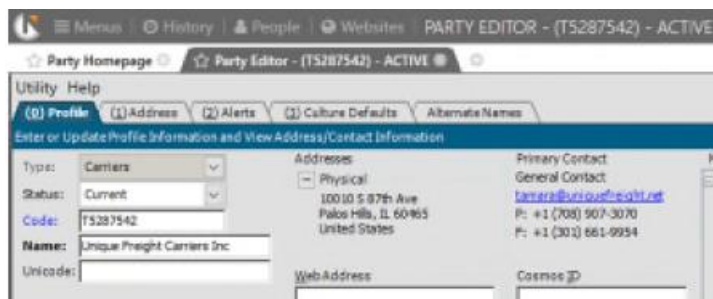 Menus History People Websites PARTY EDITOR - (T5287542) - ACTIVE
Party Homepage Party Editor - (T5287542) - ACTIVE
Utility Help
(0) Profile (1) Address (2) Alerts (3) Culture Defaults Alternate Names
Enter or Update Profile Information and View Address/Contact Information
Type: Carriers
Status: Current
Code: T5287542
Name: Unique Freight Carriers Inc
Unicode:
Addresses
Physical
10010 S 87th Ave
Palos Hills, IL 60465
United States
Web Address
Primary Contact
General Contact
tamara@uniquefreight.net
P: +1 (708) 907-3070
P: +1 (301) 661-9954
Cosmos ID